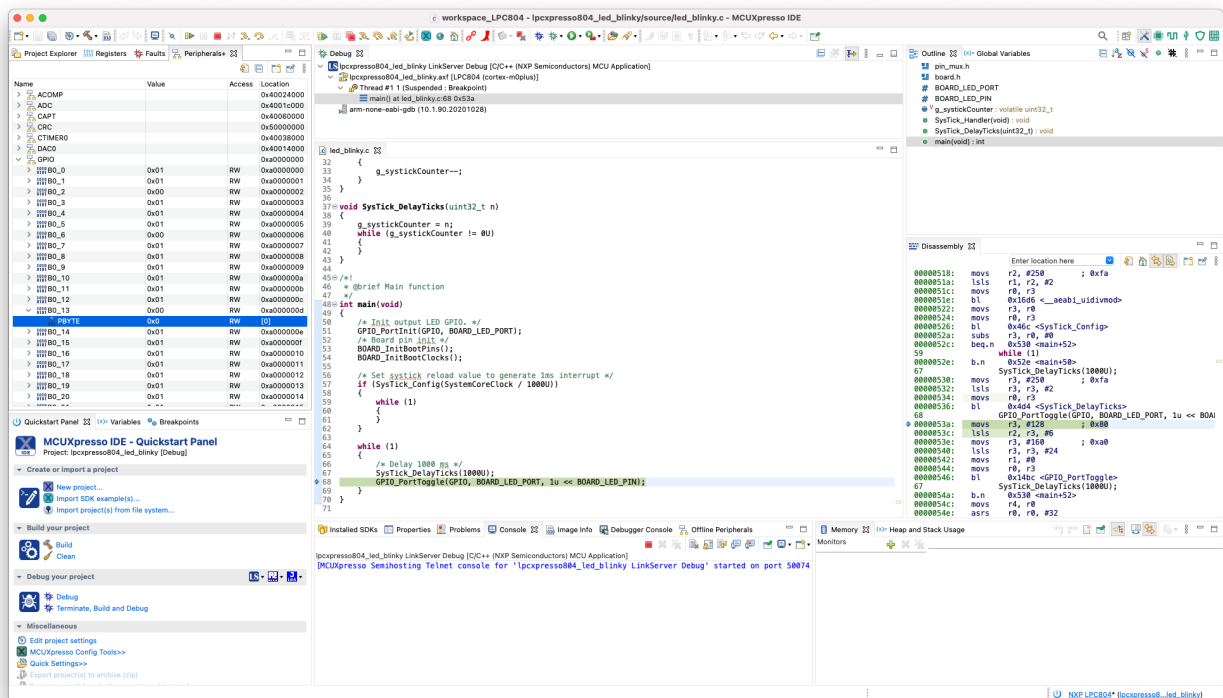 workspace_LPC804 - lpcxpresso804_led_blinky/source/led_blinky.c - MCUXpresso IDE
Project Explorer Registers Faults Peripherals+
Name Value Access Location
ACOMP 0x40024000
ADC 0x4001c000
CAPT 0x40060000
CRC 0x50000000
CTIMER0 0x40038000
DAC0 0x40014000
GPIO 0xa0000000
B0_0 0x01 RW 0xa0000000
B0_1 0x01 RW 0xa0000001
B0_2 0x00 RW 0xa0000002
B0_3 0x01 RW 0xa0000003
B0_4 0x01 RW 0xa0000004
B0_5 0x01 RW 0xa0000005
B0_6 0x00 RW 0xa0000006
B0_7 0x01 RW 0xa0000007
B0_8 0x01 RW 0xa0000008
B0_9 0x01 RW 0xa0000009
B0_10 0x01 RW 0xa000000a
B0_11 0x01 RW 0xa000000b
B0_12 0x01 RW 0xa000000c
B0_13 0x00 RW 0xa000000d
PBYTE 0x0 RW [0]
B0_14 0x01 RW 0xa000000e
B0_15 0x01 RW 0xa000000f
B0_16 0x01 RW 0xa0000010
B0_17 0x01 RW 0xa0000011
B0_18 0x01 RW 0xa0000012
B0_19 0x01 RW 0xa0000013
B0_20 0x01 RW 0xa0000014
Quickstart Panel (x)= Variables Breakpoints
MCUXpresso IDE - Quickstart Panel
IDE Project: lpcxpresso804_led_blinky [Debug]
Create or import a project
New project...
Import SDK example(s)...
Import project(s) from file system...
Build your project
Build
Clean
Debug your project
LS
Debug
Terminate, Build and Debug
Miscellaneous
Edit project settings
MCUXpresso Config Tools>>
Quick Settings>>
Export project(s) to archive (zip)
Debug
LS lpcxpresso804_led_blinky LinkServer Debug [C/C++ (NXP Semiconductors) MCU Application]
lpcxpresso804_led_blinky.axf [LPC804 (cortex-m0plus)]
Thread #1 1 (Suspended : Breakpoint)
main() at led_blinky.c:68 0x53a
arm-none-eabi-gdb (10.1.90.20201028)
led_blinky.c
32 {
33 g_systickCounter--;
34 }
35 }
36
37 void SysTick_DelayTicks(uint32_t n)
38 {
39 g_systickCounter = n;
40 while (g_systickCounter != 0U)
41 {
42 }
43 }
44
45 /*!
46 * @brief Main function
47 */
48 int main(void)
49 {
50 /* Init output LED GPIO. */
51 GPIO_PortInit(GPIO, BOARD_LED_PORT);
52 /* Board pin init */
53 BOARD_InitBootPins();
54 BOARD_InitBootClocks();
55
56 /* Set systick reload value to generate 1ms interrupt */
57 if (SysTick_Config(SystemCoreClock / 1000U))
58 {
59 while (1)
60 {
61 }
62 }
63
64 while (1)
65 {
66 /* Delay 1000 ms */
67 SysTick_DelayTicks(1000U);
68 GPIO_PortToggle(GPIO, BOARD_LED_PORT, 1u << BOARD_LED_PIN);
69 }
70 }
71
Installed SDKs Properties Problems Console Image Info Debugger Console Offline Peripherals
lpcxpresso804_led_blinky LinkServer Debug [C/C++ (NXP Semiconductors) MCU Application]
[MCUXpresso Semihosting Telnet console for 'lpcxpresso804_led_blinky LinkServer Debug' started on port 50074
Outline (x)= Global Variables
pin_mux.h
board.h
# BOARD_LED_PORT
# BOARD_LED_PIN
g_systickCounter : volatile uint32_t
SysTick_Handler(void) : void
SysTick_DelayTicks(uint32_t) : void
main(void) : int
Disassembly
Enter location here
00000518: movs r2, #250 ; 0xfa
0000051a: lsls r1, r2, #2
0000051c: movs r0, r3
0000051e: bl 0x16d6 <__aeabi_uidivmod>
00000522: movs r3, r0
00000524: movs r0, r3
00000526: bl 0x46c <SysTick_Config>
0000052a: subs r3, r0, #0
0000052c: beq.n 0x530 <main+52>
59 while (1)
0000052e: b.n 0x52e <main+50>
67 SysTick_DelayTicks(1000U);
00000530: movs r3, #250 ; 0xfa
00000532: lsls r3, r3, #2
00000534: movs r0, r3
00000536: bl 0x4d4 <SysTick_DelayTicks>
68 GPIO_PortToggle(GPIO, BOARD_LED_PORT, 1u << BOA
0000053a: movs r3, #128 ; 0x80
0000053c: lsls r2, r3, #6
0000053e: movs r3, #160 ; 0xa0
00000540: lsls r3, r3, #24
00000542: movs r1, #0
00000544: movs r0, r3
00000546: bl 0x14bc <GPIO_PortToggle>
67 SysTick_DelayTicks(1000U);
0000054a: b.n 0x530 <main+52>
0000054c: movs r4, r0
0000054e: asrs r0, r0, #32
Memory (x)= Heap and Stack Usage
Monitors
NXP LPC804* (lpcxpresso8...led_blinky)